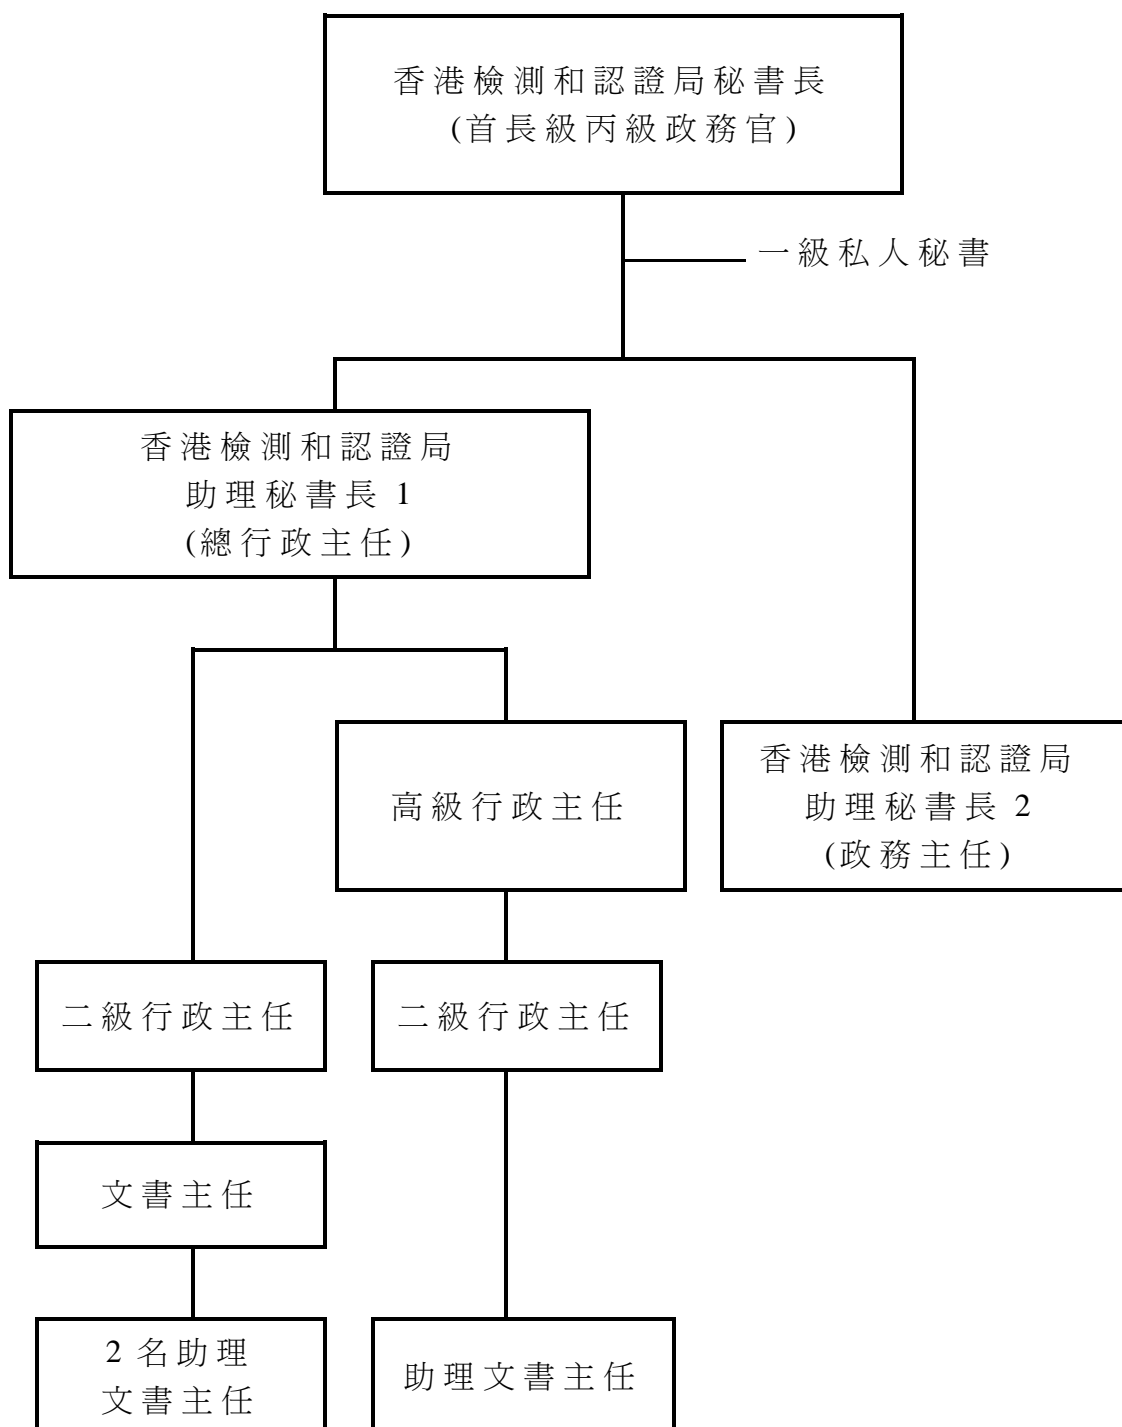 香港檢測和認證局秘書長
(首長級丙級政務官)
一級私人秘書
香港檢測和認證局
助理秘書長 1
(總行政主任)
高級行政主任
香港檢測和認證局
助理秘書長 2
(政務主任)
二級行政主任
二級行政主任
文書主任
2 名助理
文書主任
助理文書主任